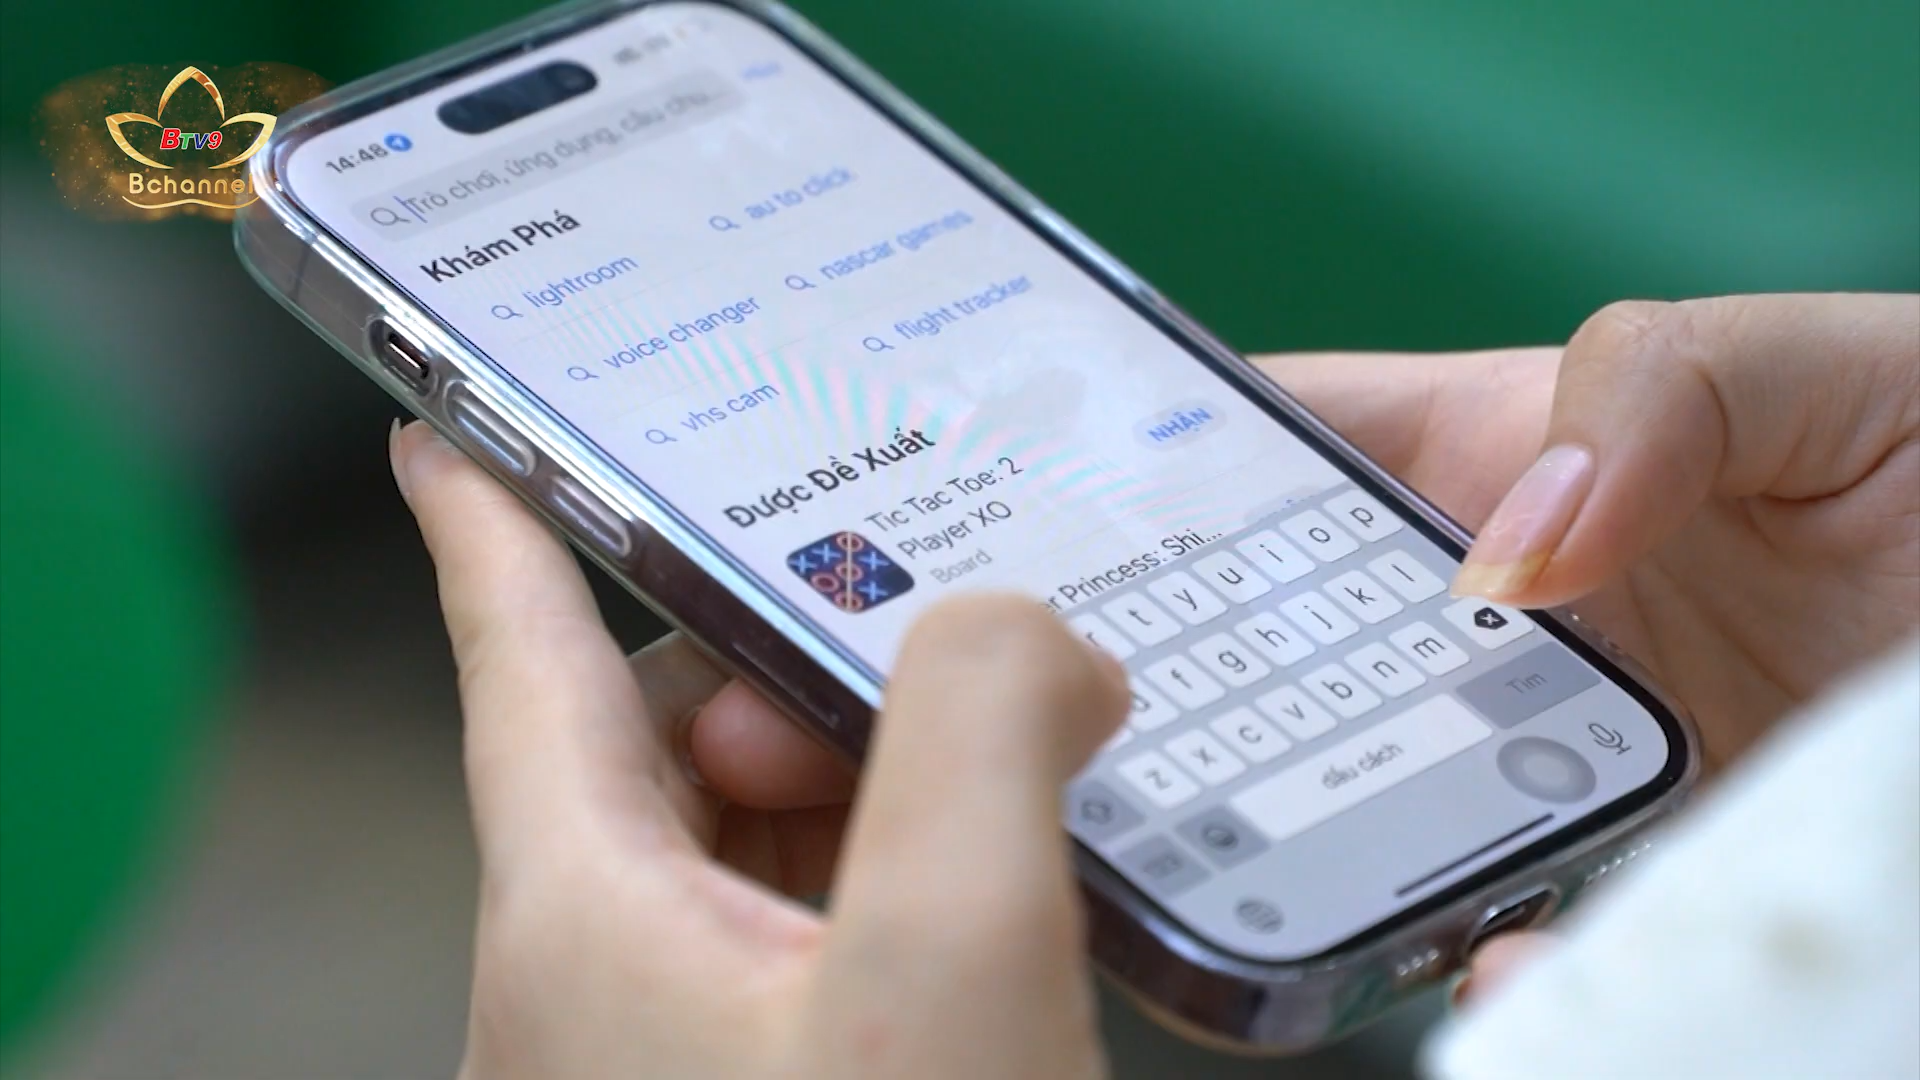 BTV9
Bchannel
14:48
Trò chơi, ứng dụng, câu chu...
Khám Phá
lightroom
au to click
voice changer
nascar games
vhs cam
flight tracker
Được Đề Xuất
Tic Tac Toe: 2
Player XO
Board
NHẬN
er Princess: Shi...
r t y u i o p
f g h j k l
z x c v b n m
123
dấu cách
Tìm